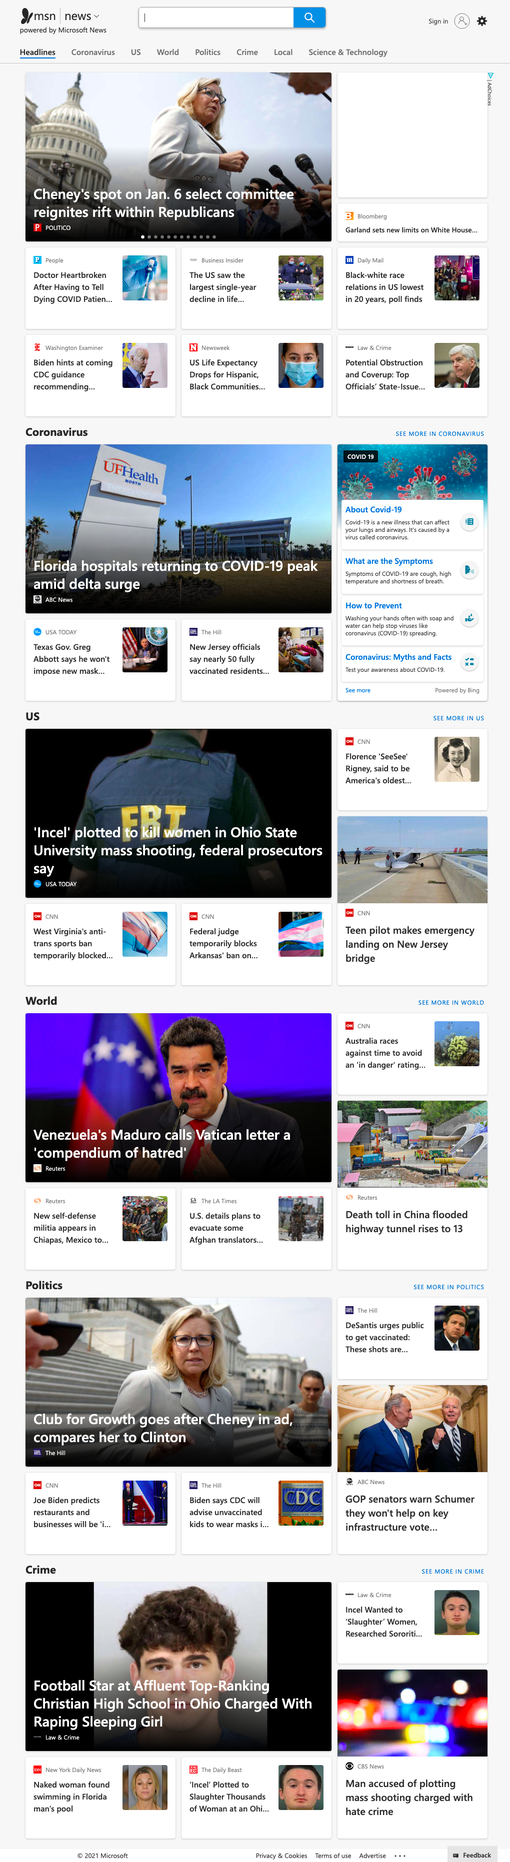 msn | news
powered by Microsoft News
Sign in
Headlines Coronavirus US World Politics Crime Local Science & Technology
AdChoices
Cheney's spot on Jan. 6 select committee
reignites rift within Republicans
POLITICO
Bloomberg
Garland sets new limits on White House...
People
Doctor Heartbroken
After Having to Tell
Dying COVID Patien...
Business Insider
The US saw the
largest single-year
decline in life...
Daily Mail
Black-white race
relations in US lowest
in 20 years, poll finds
Washington Examiner
Biden hints at coming
CDC guidance
recommending...
Newsweek
US Life Expectancy
Drops for Hispanic,
Black Communities...
Law & Crime
Potential Obstruction
and Coverup: Top
Officials' State-Issue...
Coronavirus
SEE MORE IN CORONAVIRUS
UFHealth
NORTH
Florida hospitals returning to COVID-19 peak
amid delta surge
ABC News
COVID 19
About Covid-19
Covid-19 is a new illness that can affect
your lungs and airways. It's caused by a
virus called coronavirus.
What are the Symptoms
Symptoms of COVID-19 are cough, high
temperature and shortness of breath.
How to Prevent
Washing your hands often with soap and
water can help stop viruses like
coronavirus (COVID-19) spreading.
Coronavirus: Myths and Facts
Test your awareness about COVID-19.
See more
Powered by Bing
USA TODAY
Texas Gov. Greg
Abbott says he won't
impose new mask...
The Hill
New Jersey officials
say nearly 50 fully
vaccinated residents...
US
SEE MORE IN US
FBI
'Incel' plotted to kill women in Ohio State
University mass shooting, federal prosecutors
say
USA TODAY
CNN
Florence 'SeeSee'
Rigney, said to be
America's oldest...
CNN
Teen pilot makes emergency
landing on New Jersey
bridge
CNN
West Virginia's anti-
trans sports ban
temporarily blocked...
CNN
Federal judge
temporarily blocks
Arkansas' ban on...
World
SEE MORE IN WORLD
Venezuela's Maduro calls Vatican letter a
'compendium of hatred'
Reuters
CNN
Australia races
against time to avoid
an 'in danger' rating...
Reuters
Death toll in China flooded
highway tunnel rises to 13
Reuters
New self-defense
militia appears in
Chiapas, Mexico to...
The LA Times
U.S. details plans to
evacuate some
Afghan translators...
Politics
SEE MORE IN POLITICS
Club for Growth goes after Cheney in ad,
compares her to Clinton
The Hill
The Hill
DeSantis urges public
to get vaccinated:
These shots are...
ABC News
GOP senators warn Schumer
they won't help on key
infrastructure vote...
CNN
Joe Biden predicts
restaurants and
businesses will be 'i...
The Hill
Biden says CDC will
advise unvaccinated
kids to wear masks i...
CDC
Crime
SEE MORE IN CRIME
Football Star at Affluent Top-Ranking
Christian High School in Ohio Charged With
Raping Sleeping Girl
Law & Crime
Law & Crime
Incel Wanted to
'Slaughter' Women,
Researched Sororiti...
CBS News
Man accused of plotting
mass shooting charged with
hate crime
New York Daily News
Naked woman found
swimming in Florida
man's pool
The Daily Beast
'Incel' Plotted to
Slaughter Thousands
of Woman at an Ohi...
© 2021 Microsoft
Privacy & Cookies Terms of use Advertise ...
Feedback